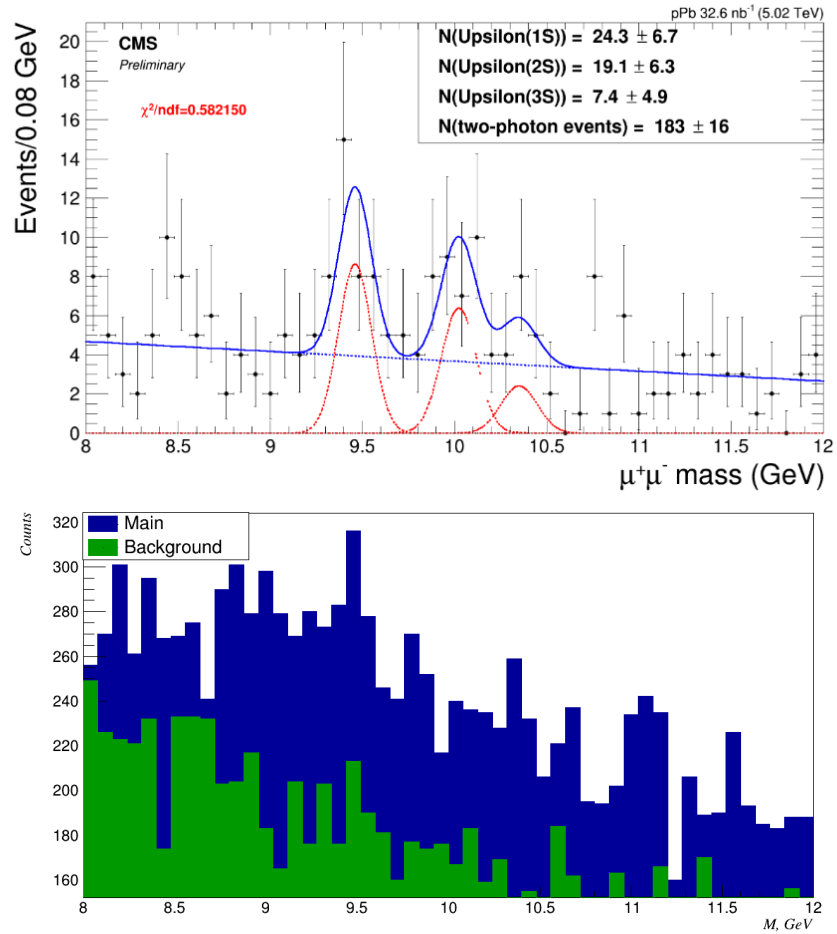 pPb 32.6 nb⁻¹ (5.02 TeV)
CMS
Preliminary
χ²/ndf=0.582150
N(Upsilon(1S)) = 24.3 ± 6.7
N(Upsilon(2S)) = 19.1 ± 6.3
N(Upsilon(3S)) = 7.4 ± 4.9
N(two-photon events) = 183 ± 16
Events/0.08 GeV
20
18
16
14
12
10
8
6
4
2
0
8 8.5 9 9.5 10 10.5 11 11.5 12
μ⁺μ⁻ mass (GeV)
Main
Background
Counts
320
300
280
260
240
220
200
180
160
8 8.5 9 9.5 10 10.5 11 11.5 12
M, GeV